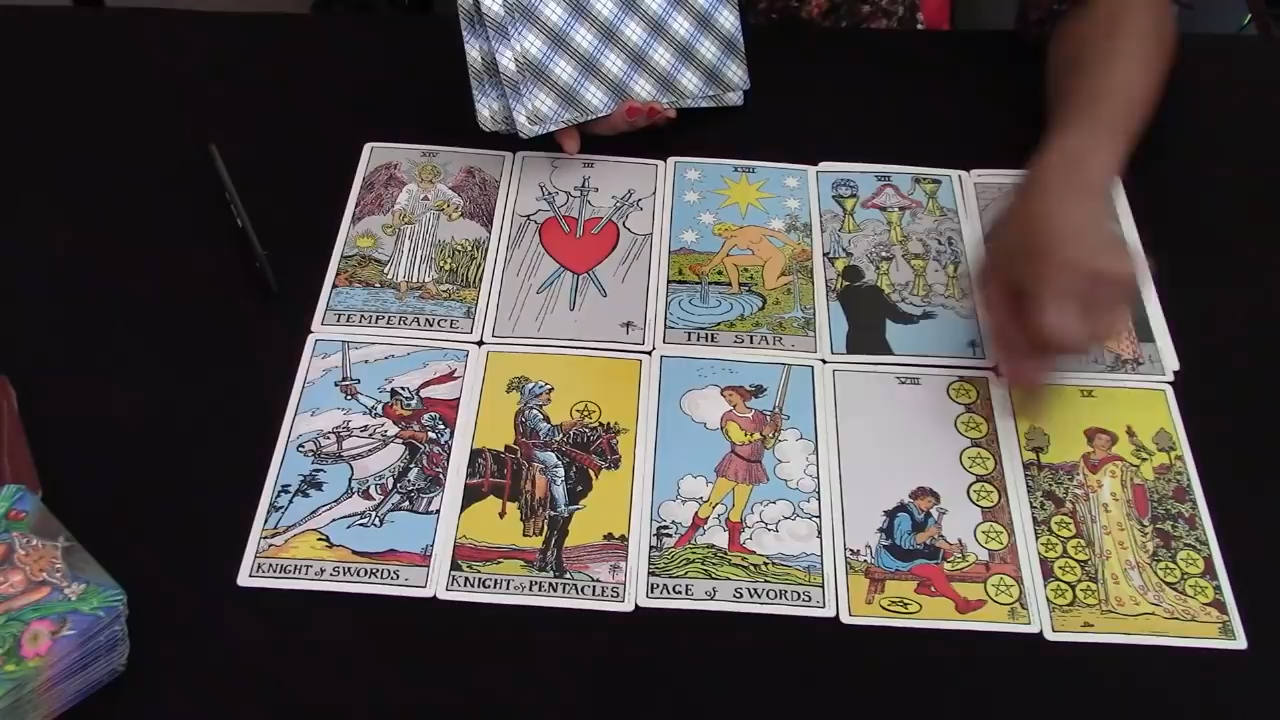 XIV
III
XVII
VII
TEMPERANCE.
THE STAR.
VIII
IX
KNIGHT of SWORDS.
KNIGHT of PENTACLES
PAGE of SWORDS.